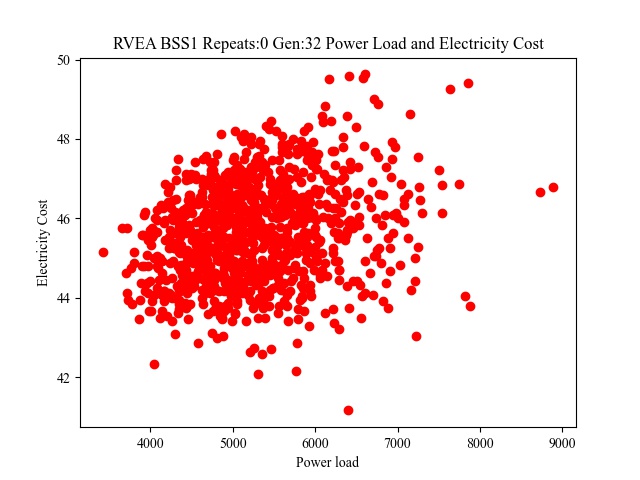 RVEA BSS1 Repeats:0 Gen:32 Power Load and Electricity Cost
50
48
46
44
42
Electricity Cost
4000 5000 6000 7000 8000 9000
Power load